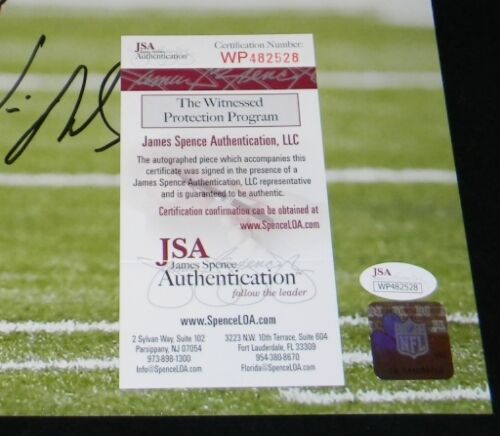 JSA
Authentication™
Certification Number:
WP482528
The Witnessed
Protection Program
James Spence Authentication, LLC
The autographed piece which accompanies this
certificate was signed in the presence of a
James Spence Authentication, LLC representative
and is guaranteed to be authentic.
Certification confirmation can be obtained at
www.SpenceLOA.com
JSA
James Spence
Authentication™
follow the leader
www.SpenceLOA.com
2 Sylvan Way, Suite 102
Parsippany, NJ 07054
973-898-1300
Info@SpenceLOA.com
3223 N.W. 10th Terrace, Suite 604
Fort Lauderdale, FL 33309
954-380-8670
Florida@SpenceLOA.com
JSA
WP482528
NFL